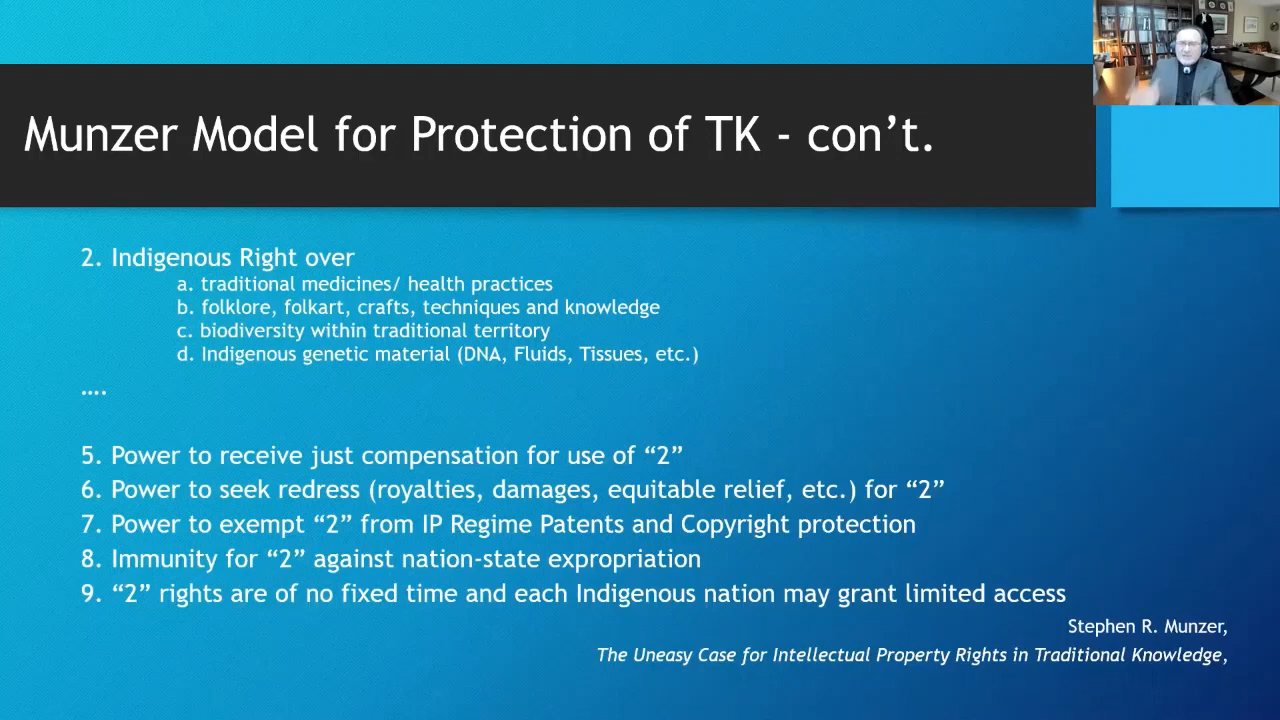 Munzer Model for Protection of TK - con’t.
2. Indigenous Right over
a. traditional medicines/ health practices
b. folklore, folkart, crafts, techniques and knowledge
c. biodiversity within traditional territory
d. Indigenous genetic material (DNA, Fluids, Tissues, etc.)
....
5. Power to receive just compensation for use of “2”
6. Power to seek redress (royalties, damages, equitable relief, etc.) for “2”
7. Power to exempt “2” from IP Regime Patents and Copyright protection
8. Immunity for “2” against nation-state expropriation
9. “2” rights are of no fixed time and each Indigenous nation may grant limited access
Stephen R. Munzer,
The Uneasy Case for Intellectual Property Rights in Traditional Knowledge,